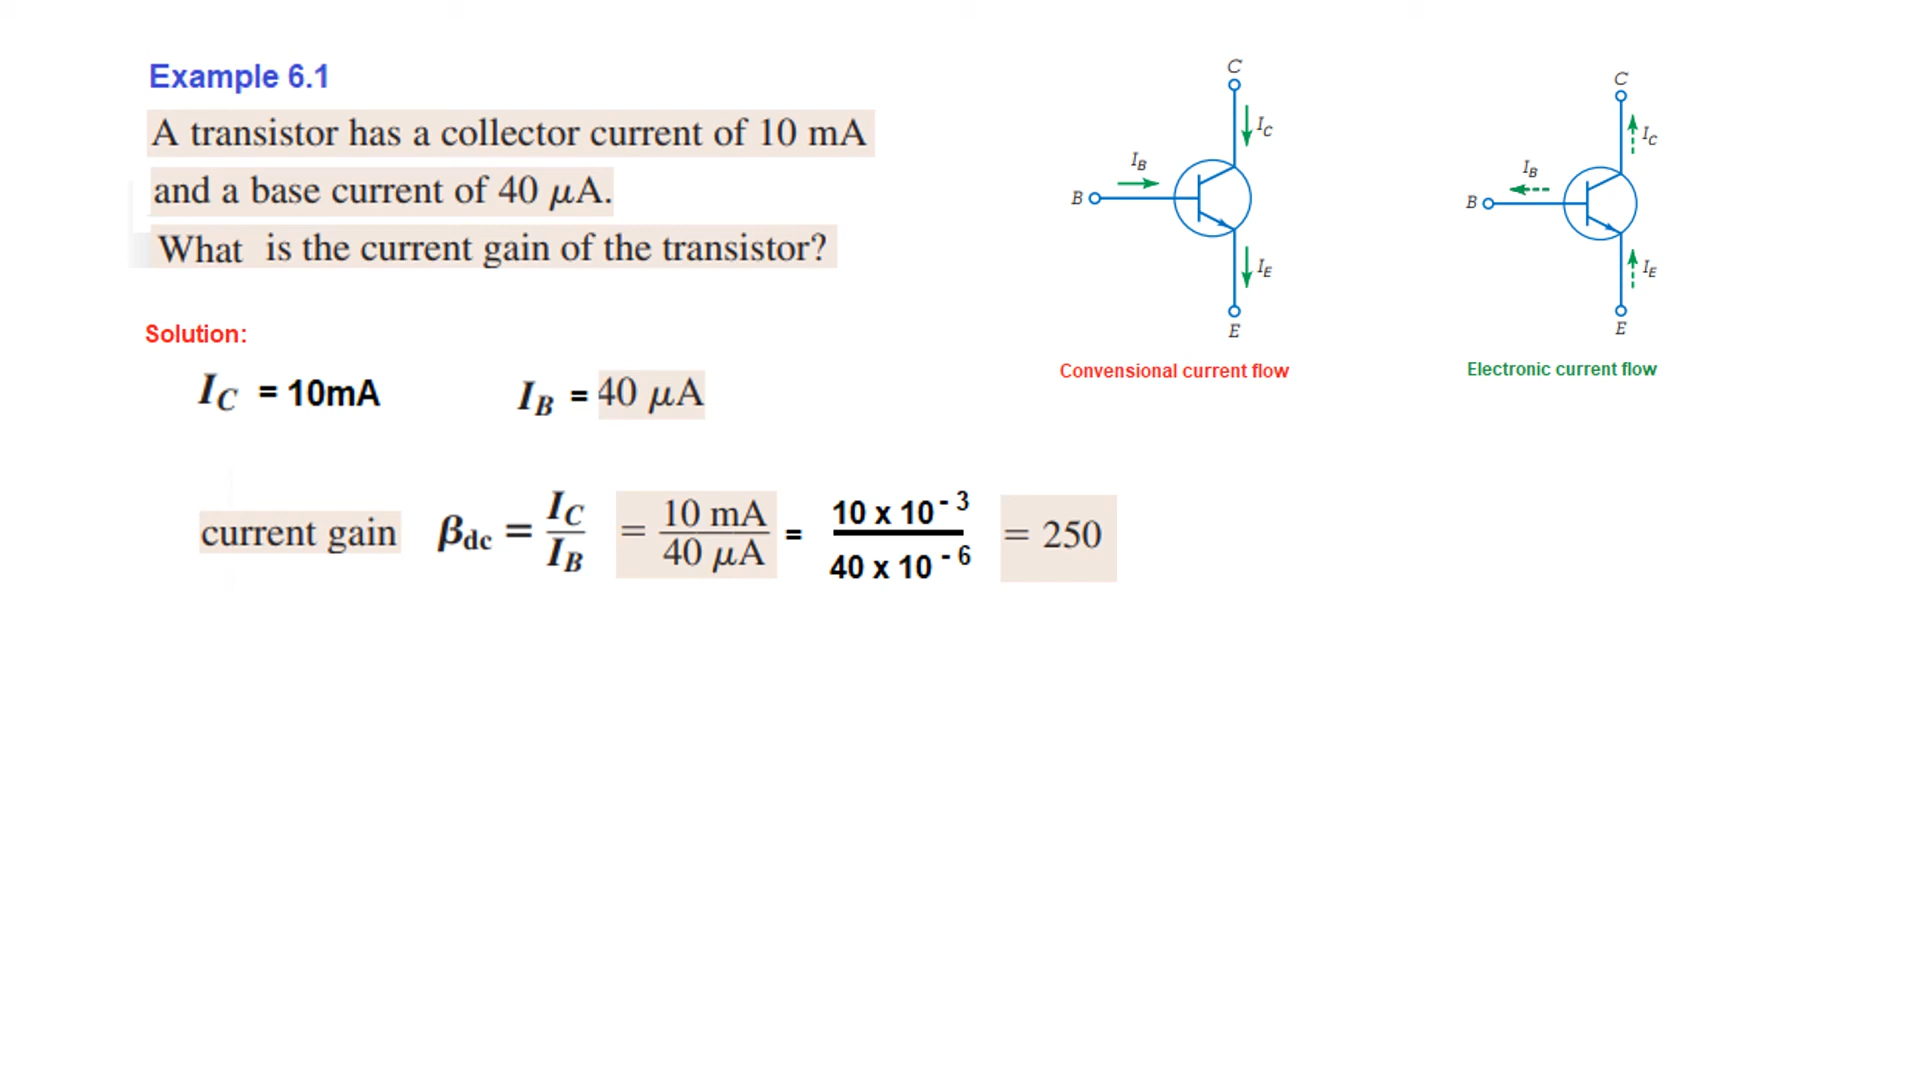 Example 6.1
A transistor has a collector current of 10 mA
and a base current of 40 μA.
What is the current gain of the transistor?
Solution:
I_C = 10mA I_B = 40 μA
current gain β_dc = I_C / I_B = 10 mA / 40 μA = 10 x 10^-3 / 40 x 10^-6 = 250
C
I_C
I_B
B
I_E
E
Convensional current flow
C
I_C
I_B
B
I_E
E
Electronic current flow